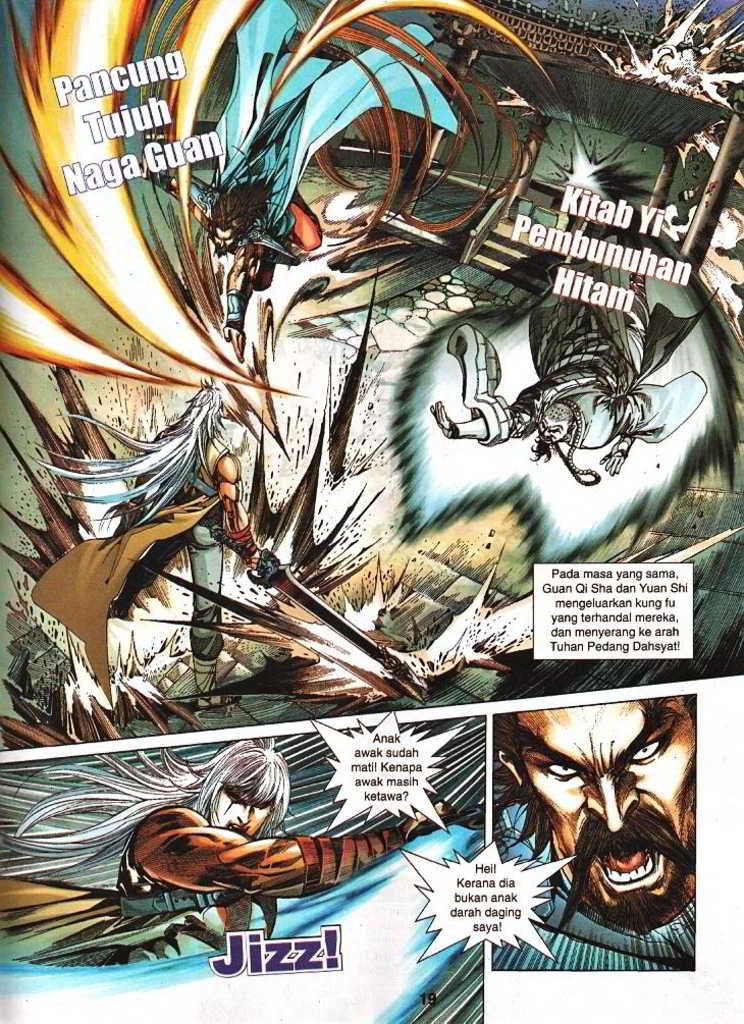 Pancung
Tujuh
Naga Guan
Kitab Yi
Pembunuhan
Hitam
Pada masa yang sama,
Guan Qi Sha dan Yuan Shi
mengeluarkan kung fu
yang terhandal mereka,
dan menyerang ke arah
Tuhan Pedang Dahsyat!
Anak
awak sudah
mati! Kenapa
awak masih
ketawa?
Hei!
Kerana dia
bukan anak
darah daging
saya!
Jizz!
19